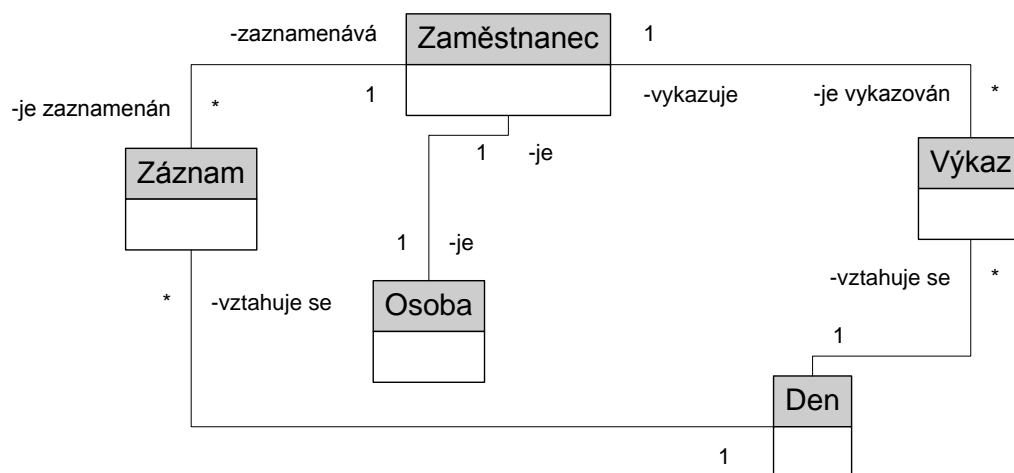 -zaznamenává
Zaměstnanec
1
1
-vykazuje
-je zaznamenán
*
-je vykazován
*
1
-je
Záznam
Výkaz
1
-je
*
-vztahuje se
Osoba
-vztahuje se
*
1
Den
1